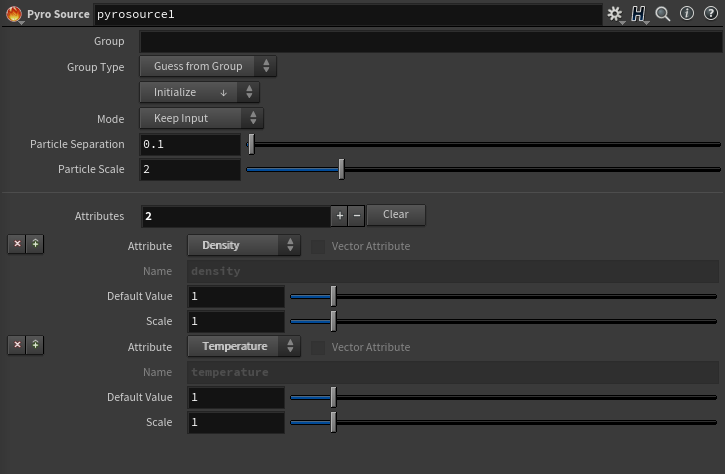 Pyro Source pyrosource1
Group
Group Type Guess from Group
Initialize ↓
Mode Keep Input
Particle Separation 0.1
Particle Scale 2
Attributes 2 + − Clear
Attribute Density Vector Attribute
Name density
Default Value 1
Scale 1
Attribute Temperature Vector Attribute
Name temperature
Default Value 1
Scale 1